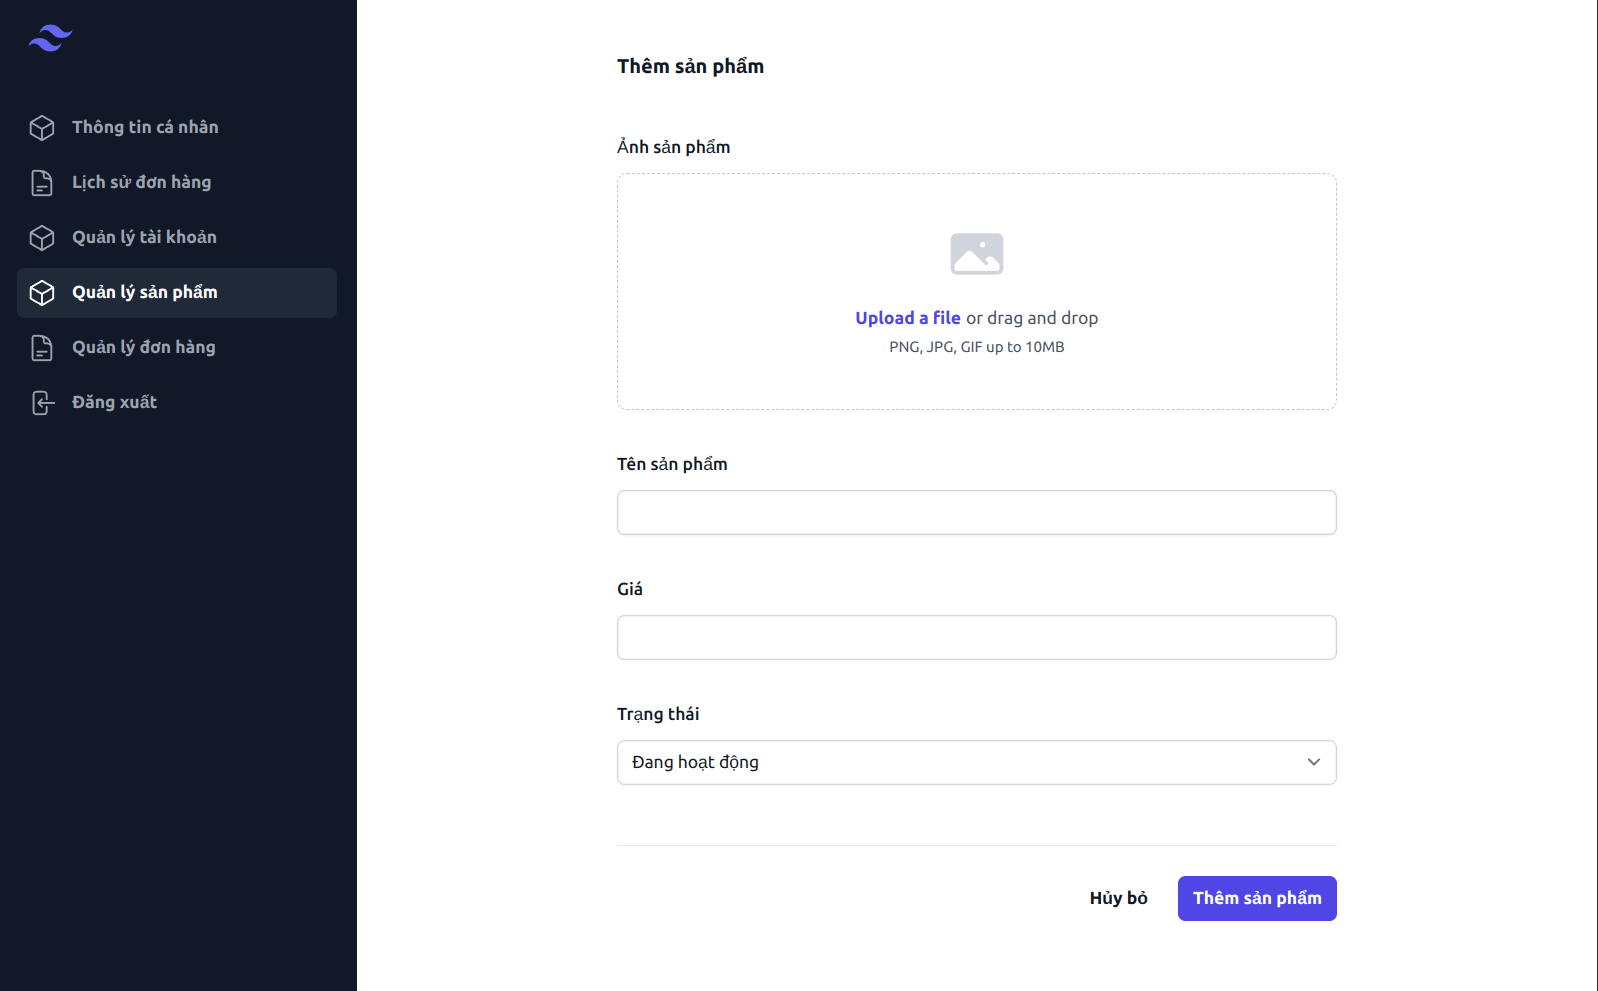 Thông tin cá nhân
Lịch sử đơn hàng
Quản lý tài khoản
Quản lý sản phẩm
Quản lý đơn hàng
Đăng xuất
Thêm sản phẩm
Ảnh sản phẩm
Upload a file or drag and drop
PNG, JPG, GIF up to 10MB
Tên sản phẩm
Giá
Trạng thái
Đang hoạt động
Hủy bỏ
Thêm sản phẩm